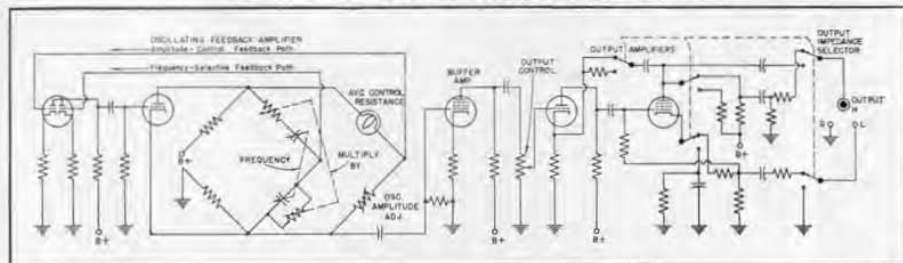 OSCILLATING FEEDBACK AMPLIFIER
Amplitude-Control Feedback Path
Frequency-Selective Feedback Path
B+
B+
FREQUENCY
MULTIPLY
BY
AVC CONTROL
RESISTANCE
OSC.
AMPLITUDE
ADJ.
BUFFER
AMP.
B+
OUTPUT
CONTROL
OUTPUT AMPLIFIERS
B+
B+
OUTPUT
IMPEDANCE
SELECTOR
OUTPUT
H
G
L